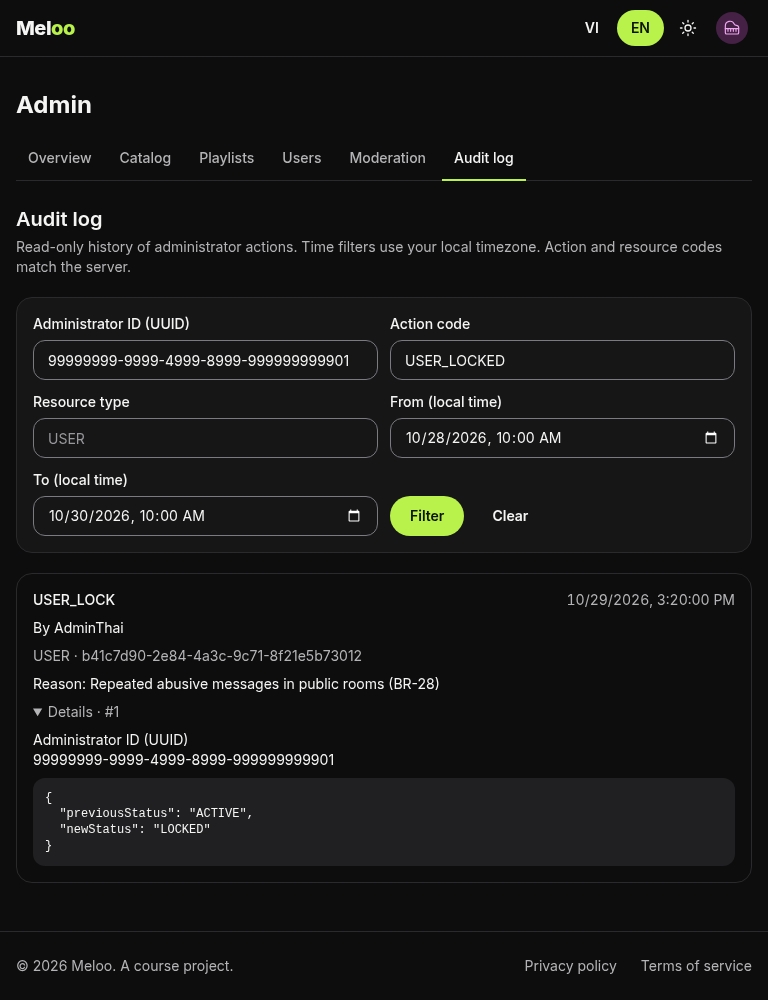 Meloo
VI
EN
Admin
Overview
Catalog
Playlists
Users
Moderation
Audit log
Audit log
Read-only history of administrator actions. Time filters use your local timezone. Action and resource codes
match the server.
Administrator ID (UUID)
99999999-9999-4999-8999-999999999901
Action code
USER_LOCKED
Resource type
USER
From (local time)
10/28/2026, 10:00 AM
To (local time)
10/30/2026, 10:00 AM
Filter
Clear
USER_LOCK
10/29/2026, 3:20:00 PM
By AdminThai
USER · b41c7d90-2e84-4a3c-9c71-8f21e5b73012
Reason: Repeated abusive messages in public rooms (BR-28)
▼ Details · #1
Administrator ID (UUID)
99999999-9999-4999-8999-999999999901
{
  "previousStatus": "ACTIVE",
  "newStatus": "LOCKED"
}
© 2026 Meloo. A course project.
Privacy policy
Terms of service